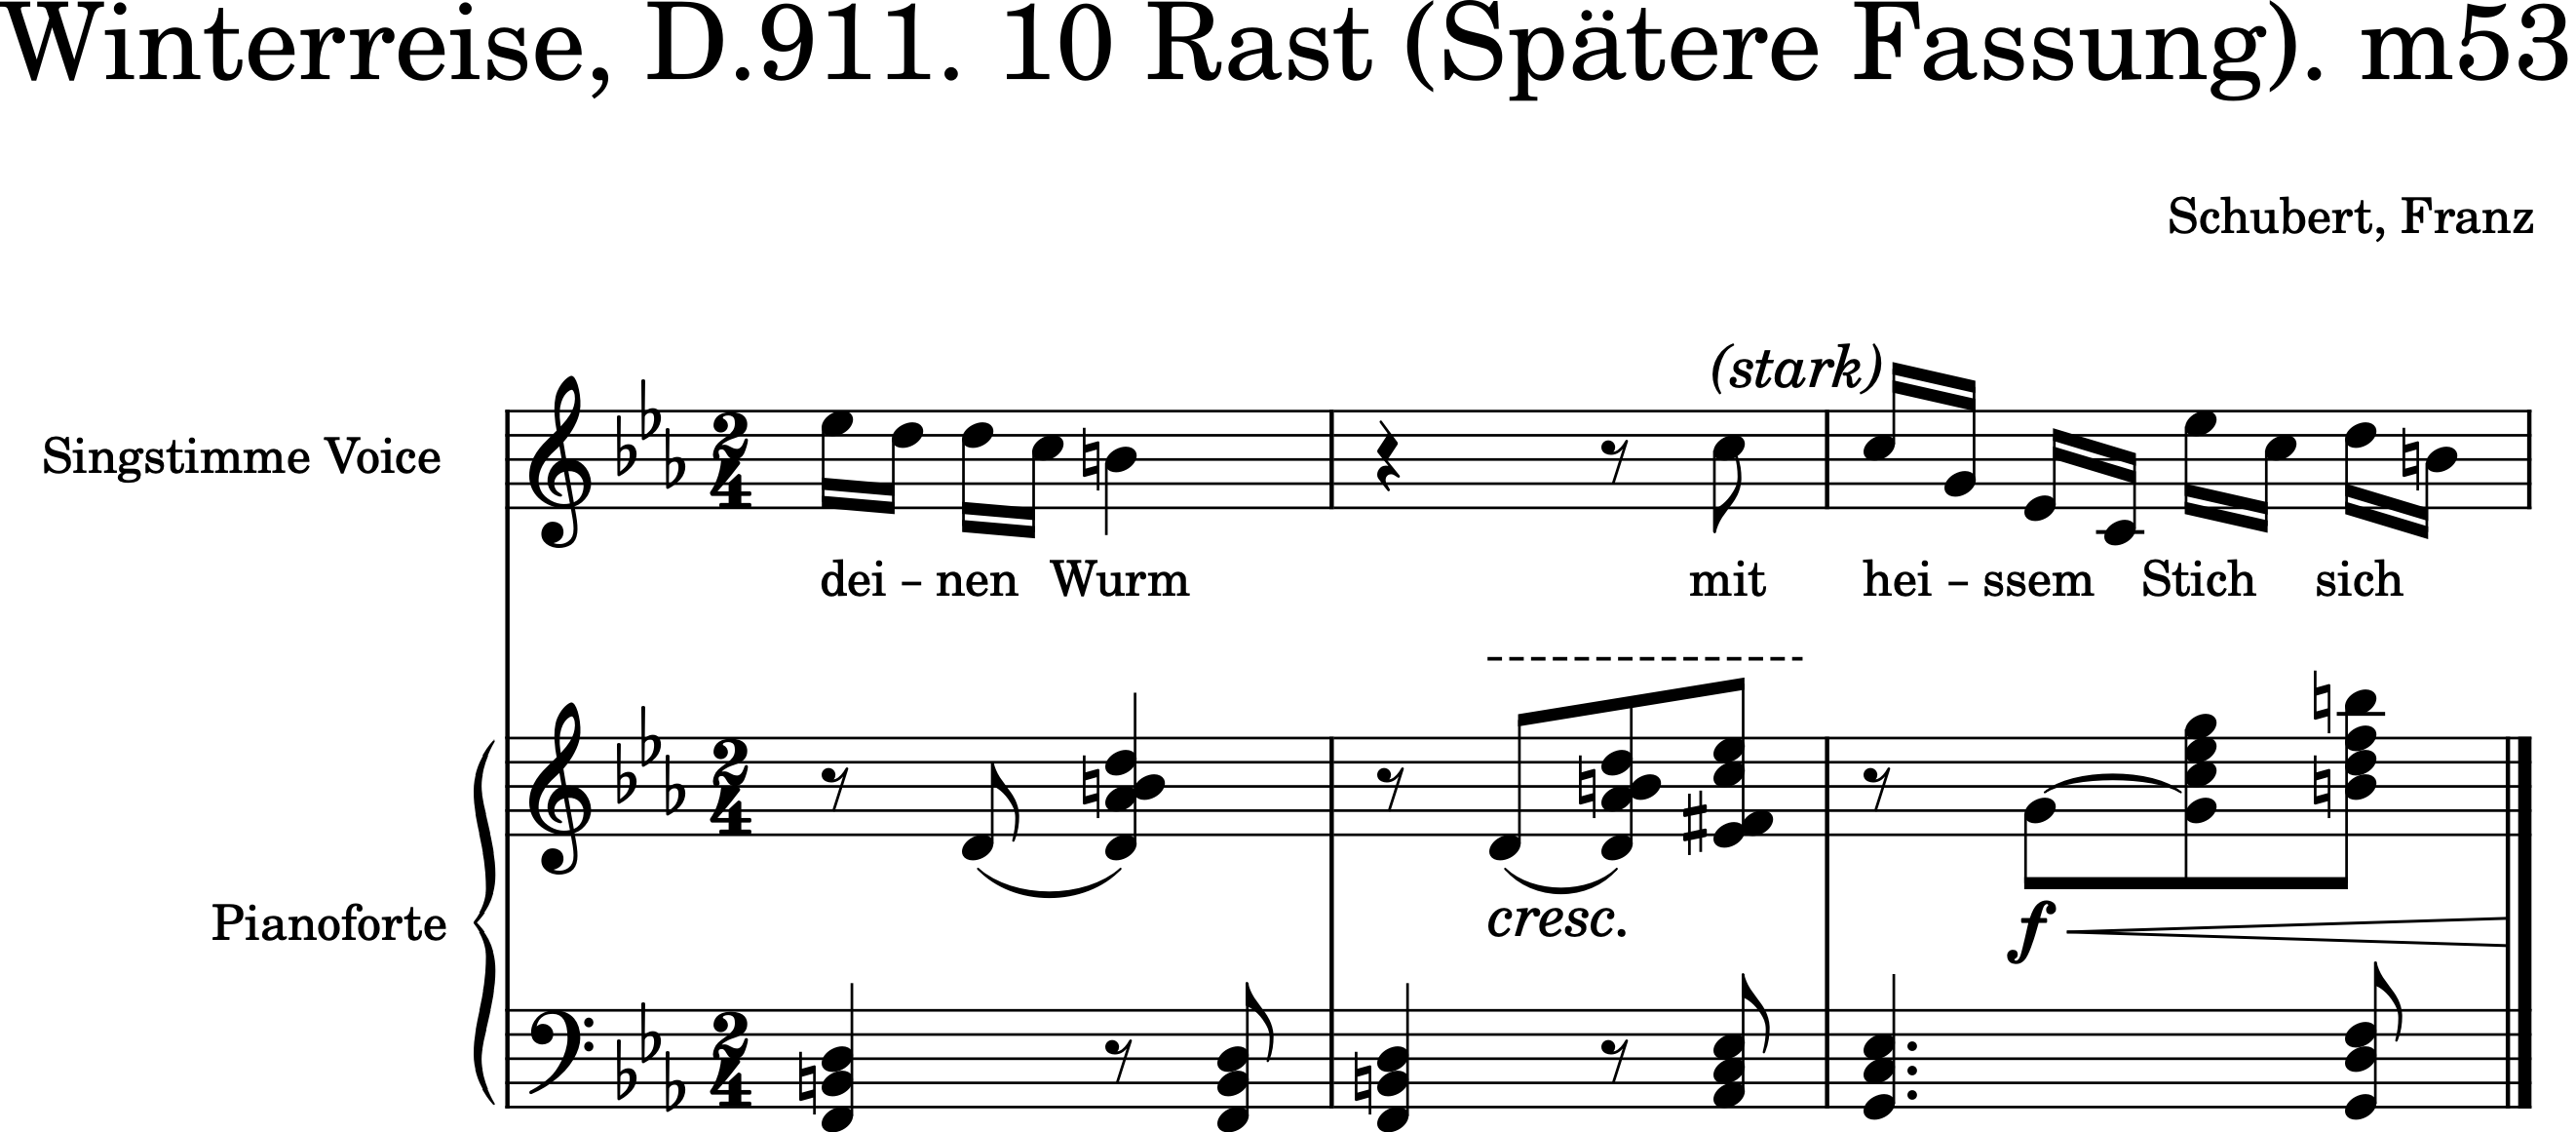 Winterreise, D.911. 10 Rast (Spätere Fassung). m53
Schubert, Franz
(stark)
Singstimme Voice
dei – nen Wurm mit hei – ssem Stich sich
Pianoforte
cresc. f